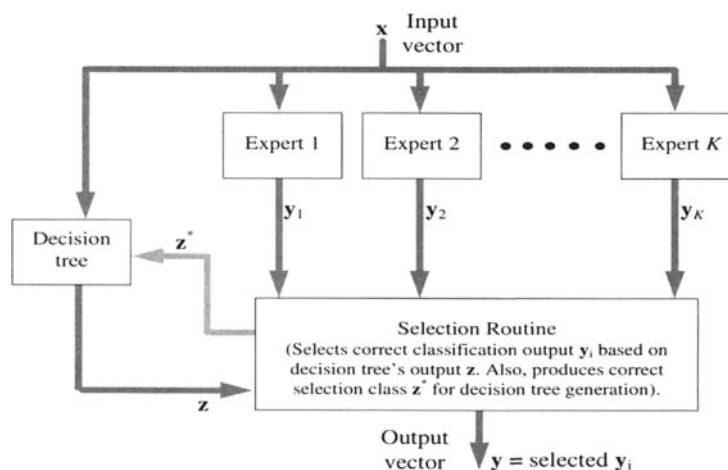 x Input
vector
Expert 1
Expert 2
Expert K
y1
y2
yK
Decision
tree
z*
Selection Routine
(Selects correct classification output yi based on
decision tree's output z. Also, produces correct
selection class z* for decision tree generation).
z
Output
vector
y = selected yi